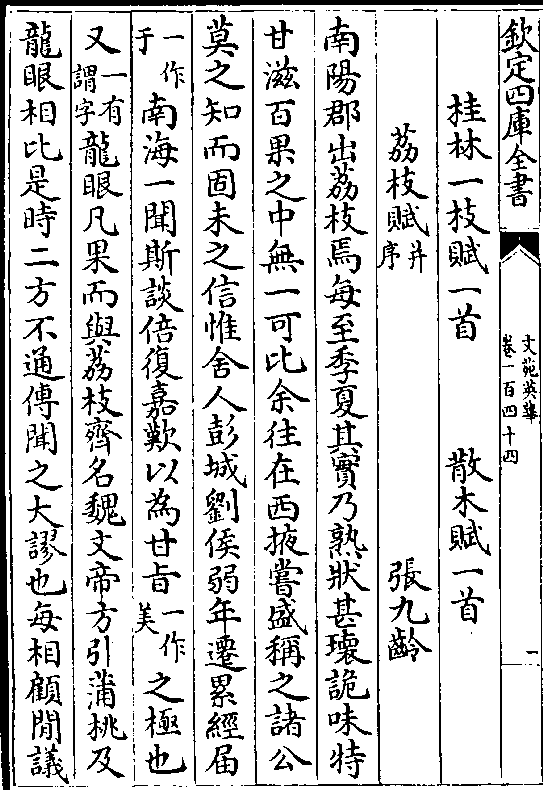 欽定四庫全書
文苑英華
卷一百四十四
一
桂林一枝賦一首　散木賦一首
荔枝賦并序　張九齡
南陽郡出荔枝焉每至季夏其實乃熟狀甚瓌詭味特
甘滋百果之中無一可比余往在西掖嘗盛稱之諸公
莫之知而固未之信惟舍人彭城劉侯弱年遷累經届
一作于南海一聞斯談倍復嘉歎以為甘旨一作美之極也
又一有謂字龍眼凡果而與荔枝齊名魏文帝方引蒲桃及
龍眼相比是時二方不通傳聞之大謬也每相顧閒議